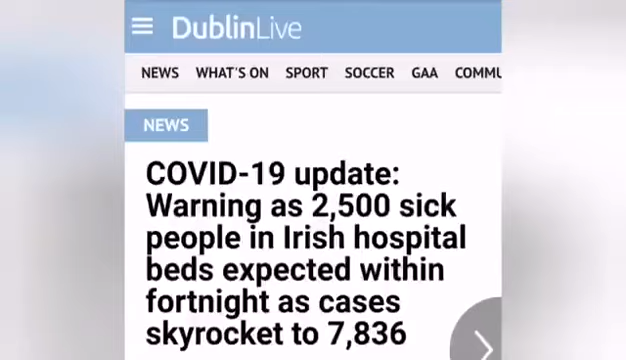 DublinLive
NEWS WHAT'S ON SPORT SOCCER GAA COMMU
NEWS
COVID-19 update:
Warning as 2,500 sick
people in Irish hospital
beds expected within
fortnight as cases
skyrocket to 7,836